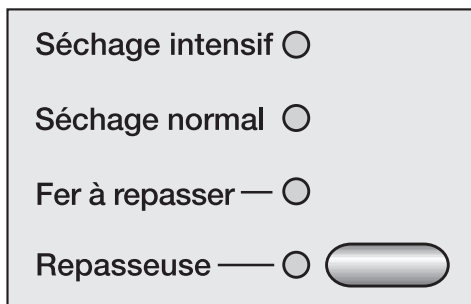 Séchage intensif
Séchage normal
Fer à repasser
Repasseuse